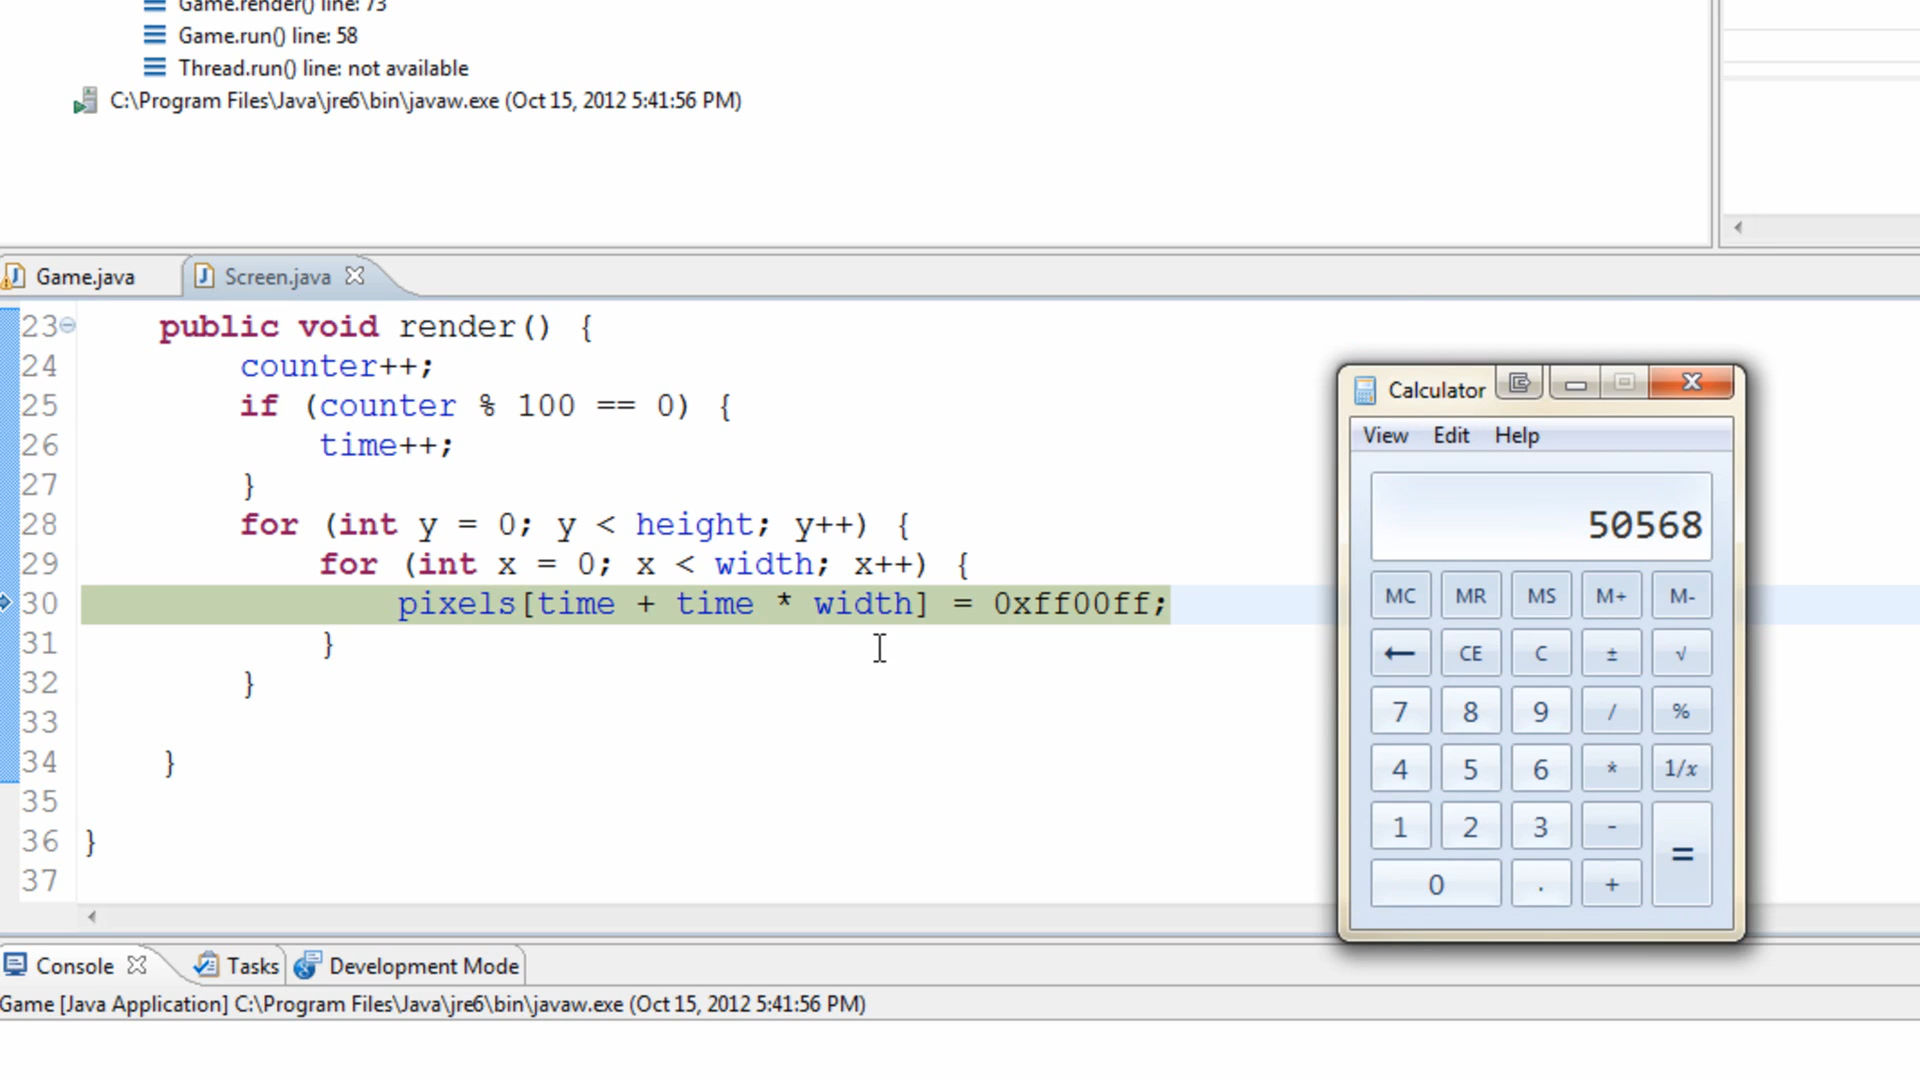 Game.render() line: 73
Game.run() line: 58
Thread.run() line: not available
C:\Program Files\Java\jre6\bin\javaw.exe (Oct 15, 2012 5:41:56 PM)
Game.java
Screen.java
23 public void render() {
24 counter++;
25 if (counter % 100 == 0) {
26 time++;
27 }
28 for (int y = 0; y < height; y++) {
29 for (int x = 0; x < width; x++) {
30 pixels[time + time * width] = 0xff00ff;
31 }
32 }
33
34 }
35
36 }
37
Calculator
View Edit Help
50568
MC MR MS M+ M-
← CE C ± √
7 8 9 / %
4 5 6 * 1/x
1 2 3 - =
0 . +
Console Tasks Development Mode
Game [Java Application] C:\Program Files\Java\jre6\bin\javaw.exe (Oct 15, 2012 5:41:56 PM)